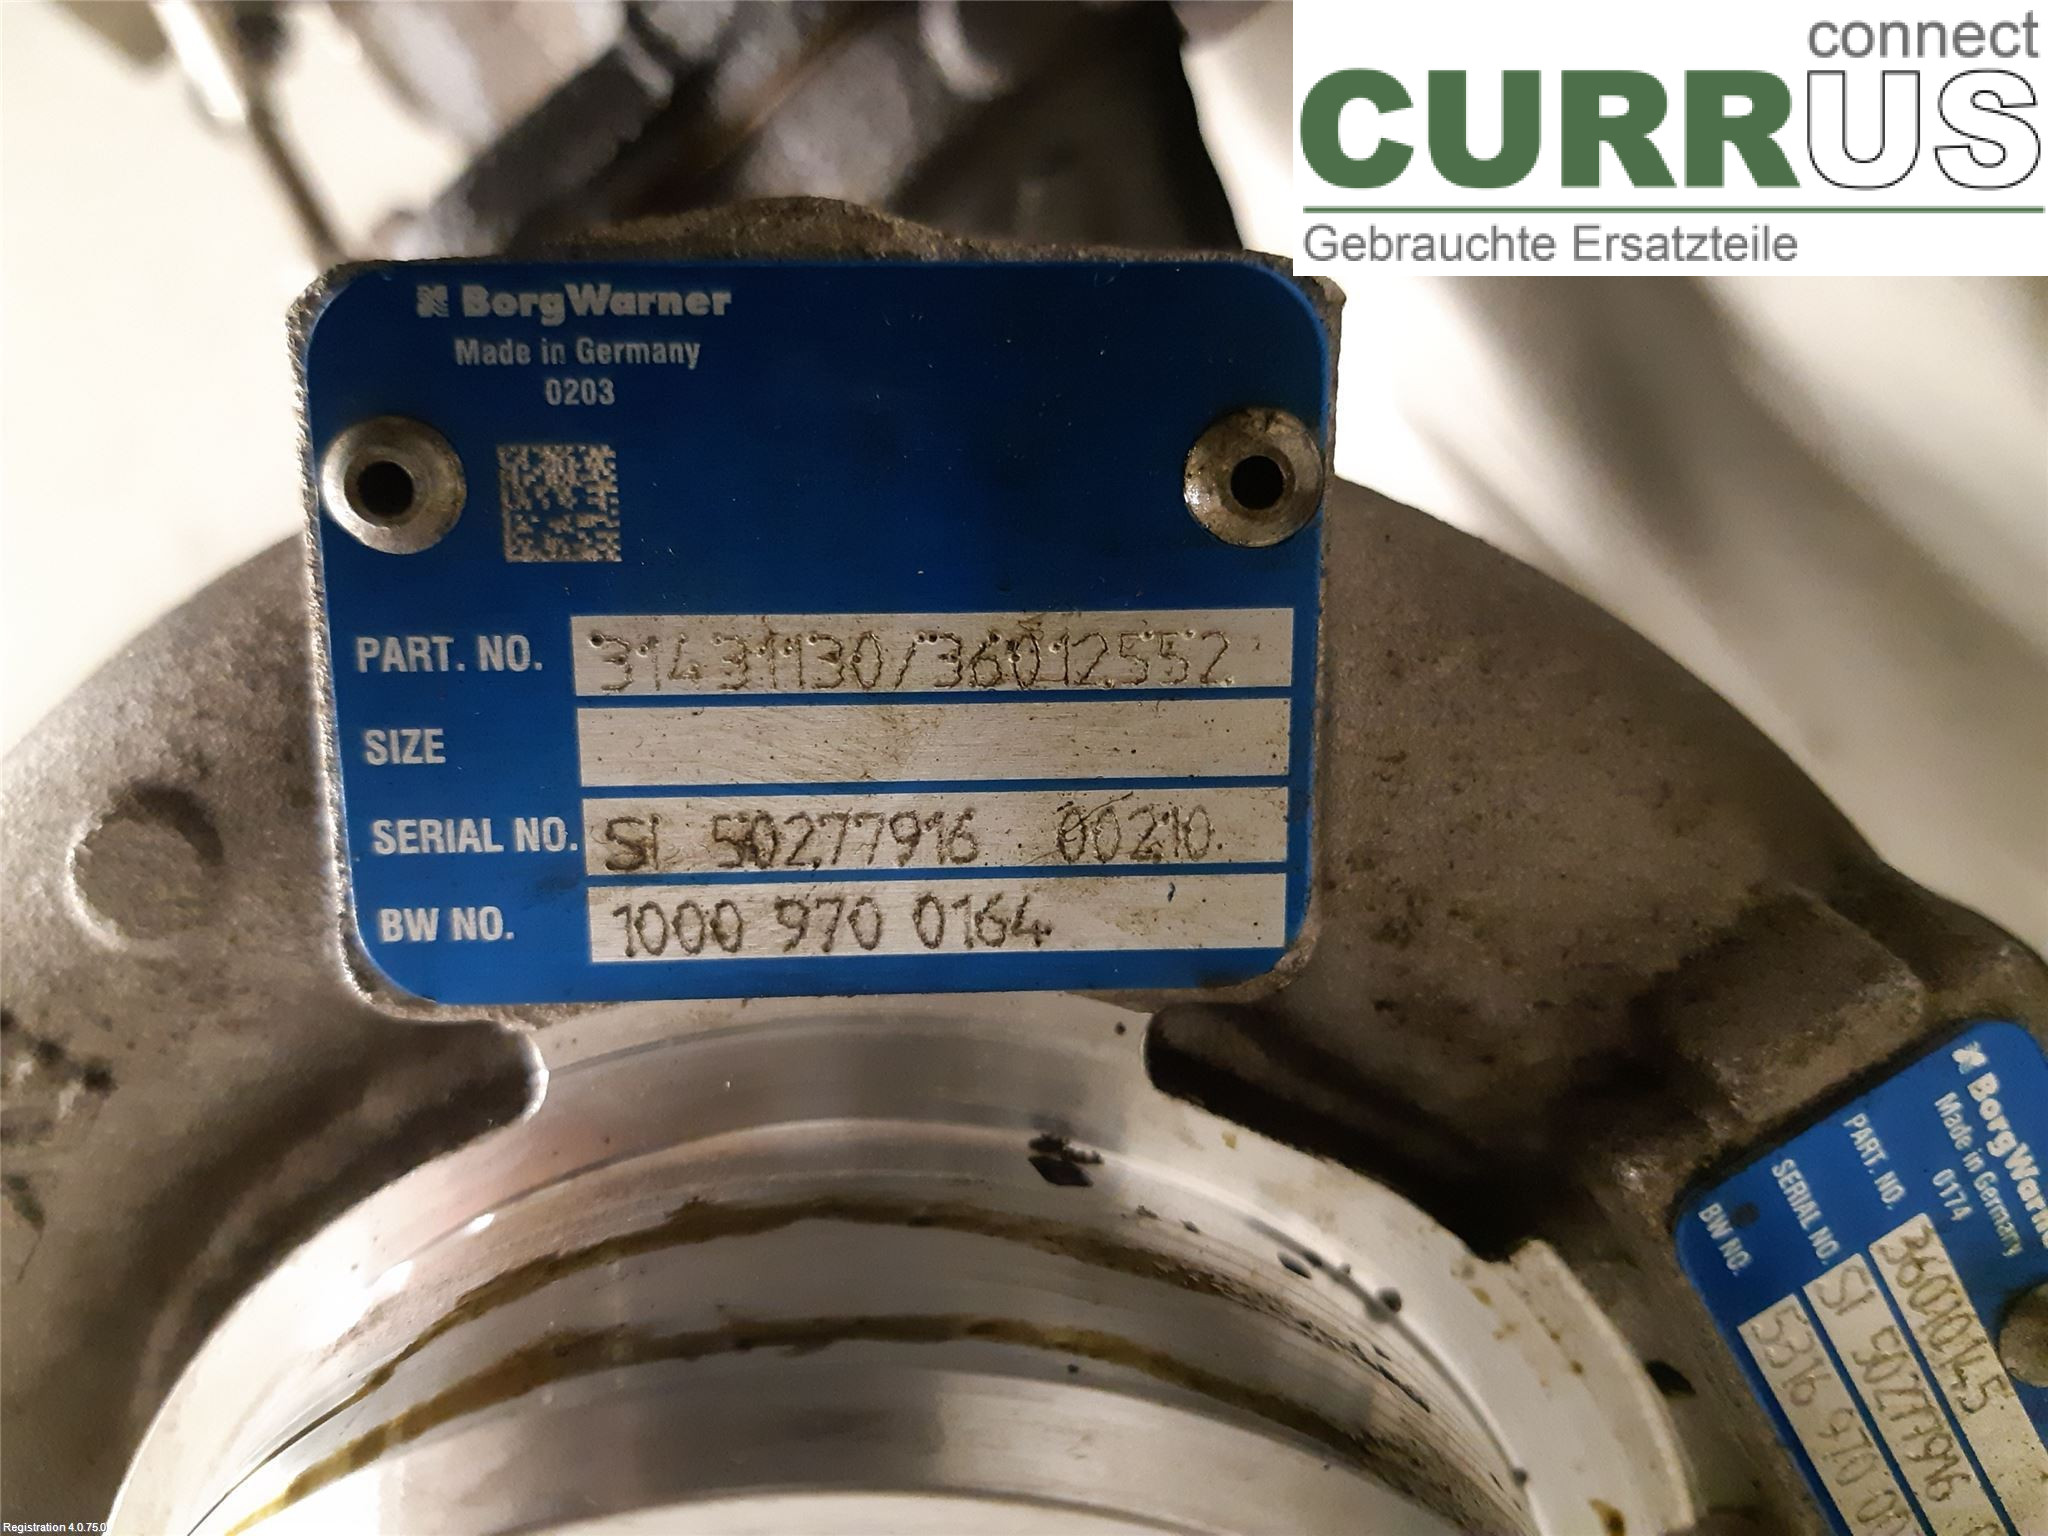 connect
CURRUS
Gebrauchte Ersatzteile
BorgWarner
Made in Germany
0203
PART. NO. 31431130/36012552
SIZE
SERIAL NO. SI 50277916 00210
BW NO. 1000 970 0164
BorgWarner
Made in Germany
0174
PART. NO. 36010145
SERIAL NO. SI 50277916
BW NO. 5316 970
Registration 4.0.75.0